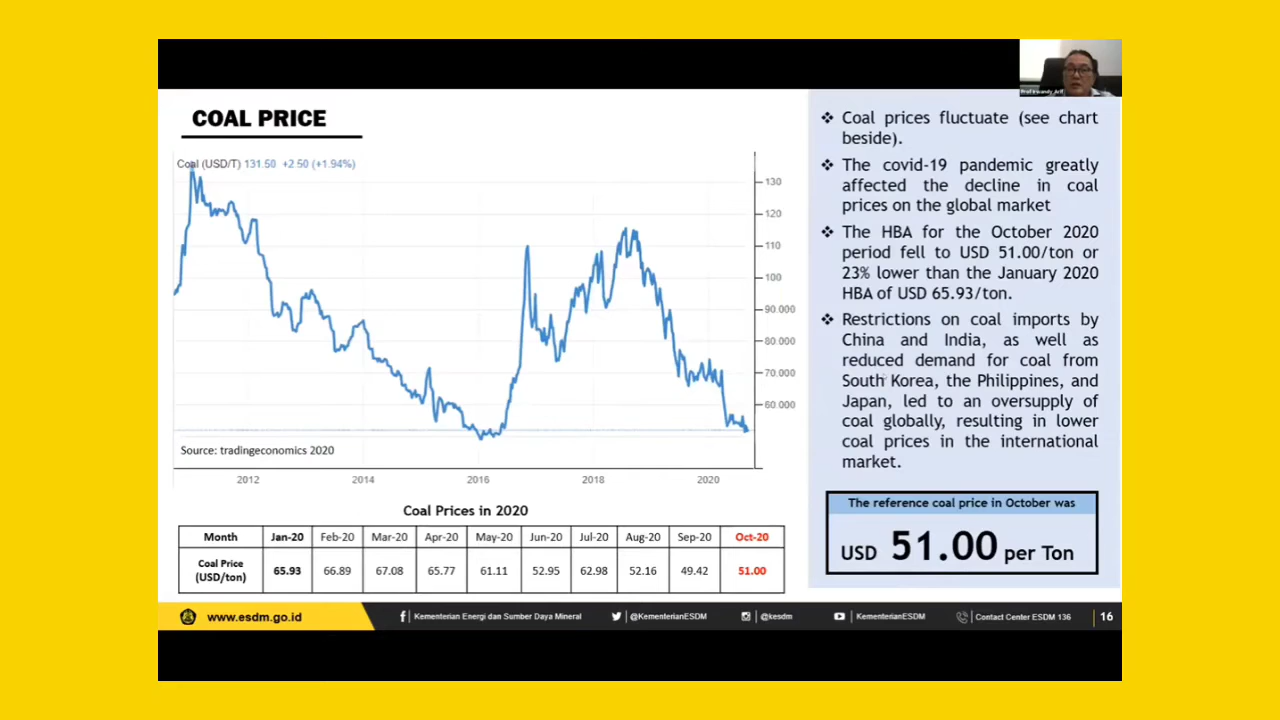 COAL PRICE
Coal (USD/T) 131.50 +2.50 (+1.94%)
130
120
110
100
90.000
80.000
70.000
60.000
Source: tradingeconomics 2020
2012 2014 2016 2018 2020
Coal Prices in 2020
Month Jan-20 Feb-20 Mar-20 Apr-20 May-20 Jun-20 Jul-20 Aug-20 Sep-20 Oct-20
Coal Price
(USD/ton)
65.93 66.89 67.08 65.77 61.11 52.95 62.98 52.16 49.42 51.00
❖ Coal prices fluctuate (see chart
beside).
❖ The covid-19 pandemic greatly
affected the decline in coal
prices on the global market
❖ The HBA for the October 2020
period fell to USD 51.00/ton or
23% lower than the January 2020
HBA of USD 65.93/ton.
❖ Restrictions on coal imports by
China and India, as well as
reduced demand for coal from
South Korea, the Philippines, and
Japan, led to an oversupply of
coal globally, resulting in lower
coal prices in the international
market.
The reference coal price in October was
USD 51.00 per Ton
www.esdm.go.id
Kementerian Energi dan Sumber Daya Mineral
@KementerianESDM
@kesdm
KementerianESDM
Contact Center ESDM 136
16